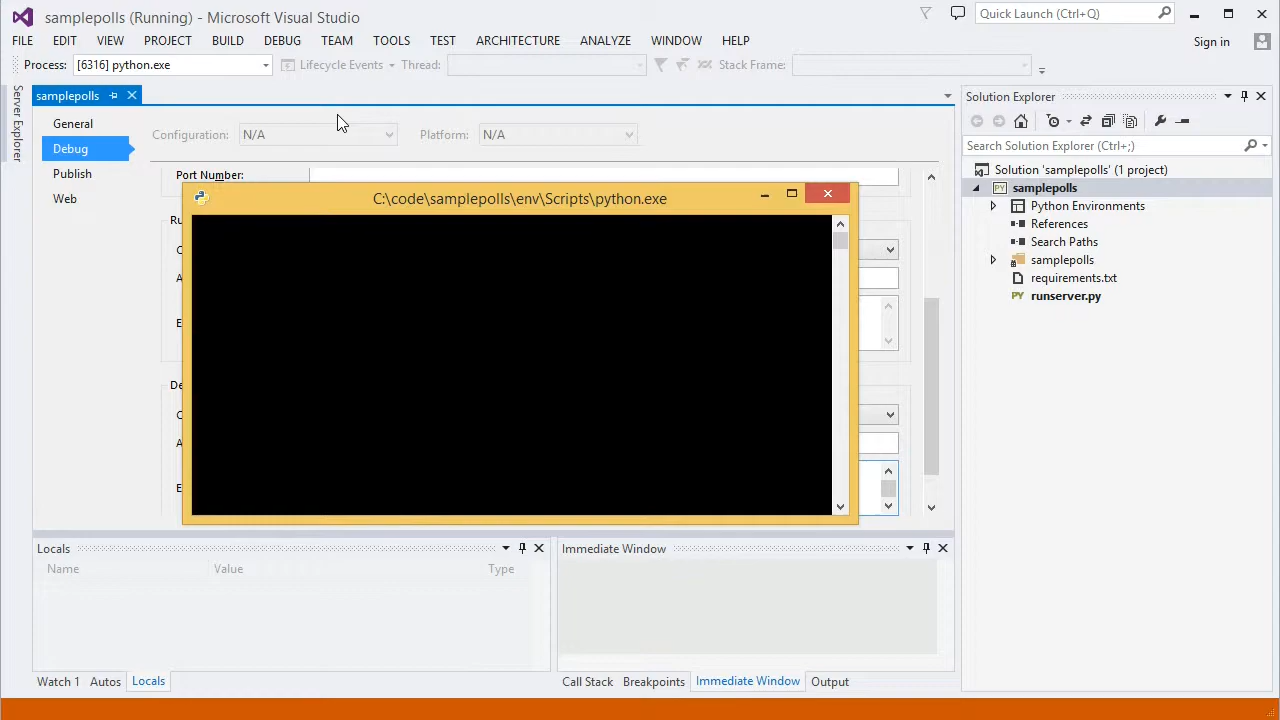 samplepolls (Running) - Microsoft Visual Studio
Quick Launch (Ctrl+Q)
FILE EDIT VIEW PROJECT BUILD DEBUG TEAM TOOLS TEST ARCHITECTURE ANALYZE WINDOW HELP
Sign in
Process: [6316] python.exe Lifecycle Events Thread: Stack Frame:
Server Explorer
samplepolls
General
Debug
Publish
Web
Configuration: N/A Platform: N/A
Port Number:
C:\code\samplepolls\env\Scripts\python.exe
Ru
C
A
E
De
C
A
E
Solution Explorer
Search Solution Explorer (Ctrl+;)
Solution 'samplepolls' (1 project)
PY samplepolls
Python Environments
References
Search Paths
samplepolls
requirements.txt
PY runserver.py
Locals
Name Value Type
Watch 1 Autos Locals
Immediate Window
Call Stack Breakpoints Immediate Window Output